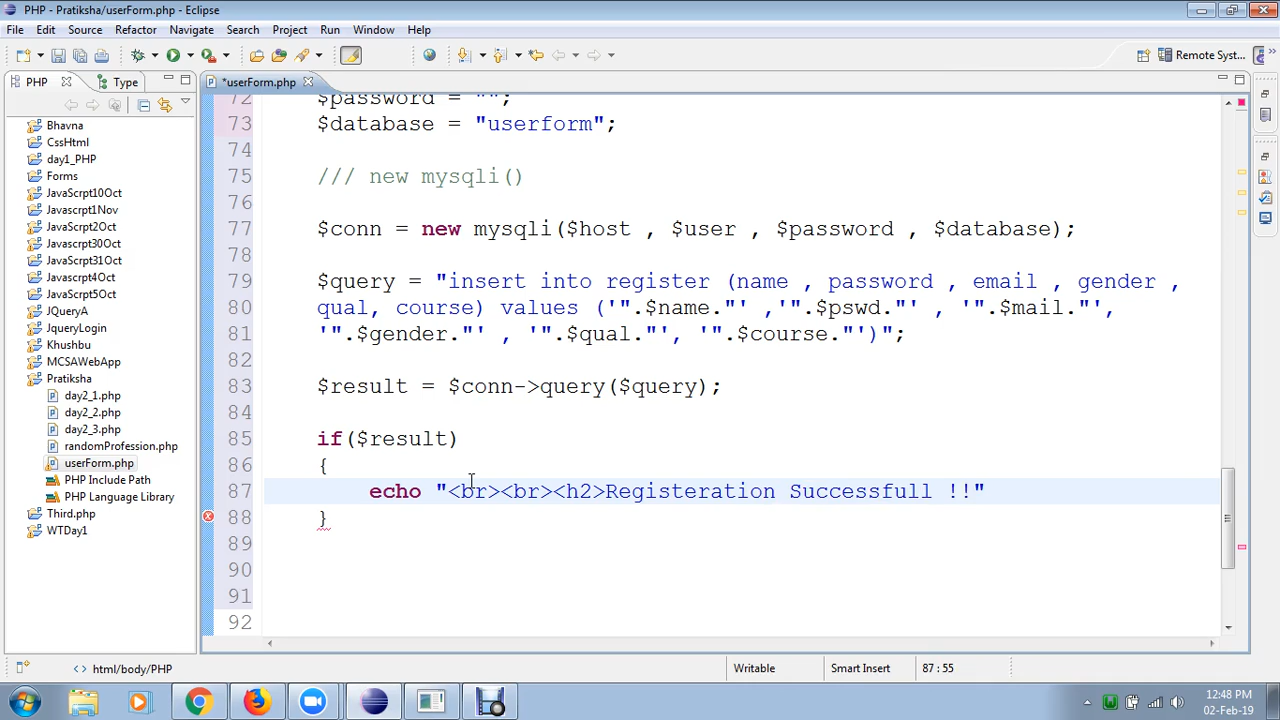 PHP - Pratiksha/userForm.php - Eclipse
File Edit Source Refactor Navigate Search Project Run Window Help
Remote Syst...
PHP Type
*userForm.php
Bhavna
CssHtml
day1_PHP
Forms
JavaScrpt10Oct
Javascrpt1Nov
JavaScrpt2Oct
Javascrpt30Oct
Javascrpt4Oct
JavaScrpt5Oct
JQueryA
JqueryLogin
Khushbu
MCSAWebApp
Pratiksha
day2_1.php
day2_2.php
day2_3.php
randomProfession.php
userForm.php
PHP Include Path
PHP Language Library
Third.php
WTDay1
72 $password = "";
73 $database = "userform";
74
75 /// new mysqli()
76
77 $conn = new mysqli($host , $user , $password , $database);
78
79 $query = "insert into register (name , password , email , gender ,
80 qual, course) values ('".$name."' ,'".$pswd."' , '".$mail."',
81 '".$gender."' , '".$qual."', '".$course."')";
82
83 $result = $conn->query($query);
84
85 if($result)
86 {
87 echo "<br><br><h2>Registeration Successfull !!"
88 }
89
90
91
92
html/body/PHP
Writable
Smart Insert
87 : 55
12:48 PM
02-Feb-19